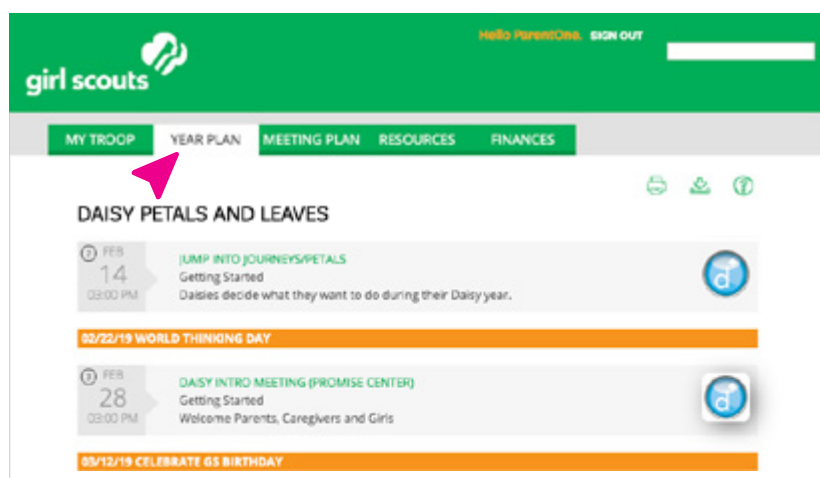 Hello ParentOne. SIGN OUT
girl scouts
MY TROOP YEAR PLAN MEETING PLAN RESOURCES FINANCES
DAISY PETALS AND LEAVES
2 FEB
14
03:00 PM
JUMP INTO JOURNEYS/PETALS
Getting Started
Daisies decide what they want to do during their Daisy year.
d
02/22/19 WORLD THINKING DAY
3 FEB
28
03:00 PM
DAISY INTRO MEETING (PROMISE CENTER)
Getting Started
Welcome Parents, Caregivers and Girls
d
03/12/19 CELEBRATE GS BIRTHDAY